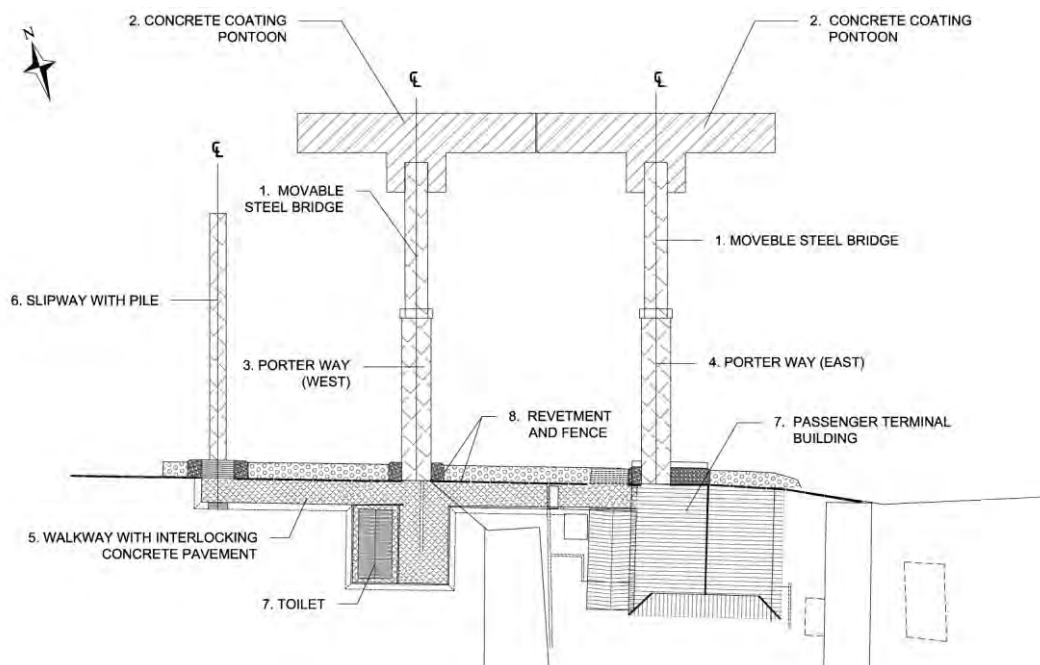 2. CONCRETE COATING
PONTOON
2. CONCRETE COATING
PONTOON
N
℄
℄
℄
1. MOVABLE
STEEL BRIDGE
1. MOVEBLE STEEL BRIDGE
6. SLIPWAY WITH PILE
3. PORTER WAY
(WEST)
4. PORTER WAY (EAST)
8. REVETMENT
AND FENCE
7. PASSENGER TERMINAL
BUILDING
5. WALKWAY WITH INTERLOCKING
CONCRETE PAVEMENT
7. TOILET